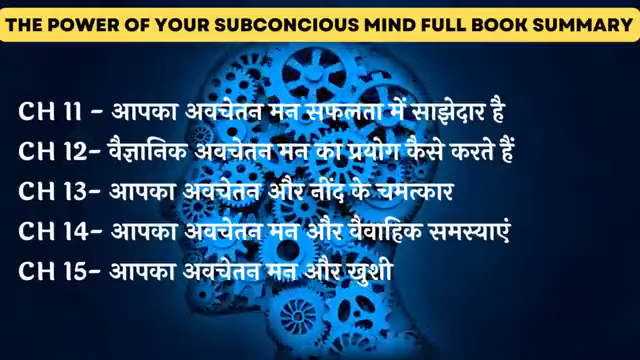 THE POWER OF YOUR SUBCONCIOUS MIND FULL BOOK SUMMARY
CH 11 - आपका अवचेतन मन सफलता में साझेदार है
CH 12- वैज्ञानिक अवचेतन मन का प्रयोग कैसे करते हैं
CH 13- आपका अवचेतन और नींद के चमत्कार
CH 14- आपका अवचेतन मन और वैवाहिक समस्याएं
CH 15- आपका अवचेतन मन और खुशी